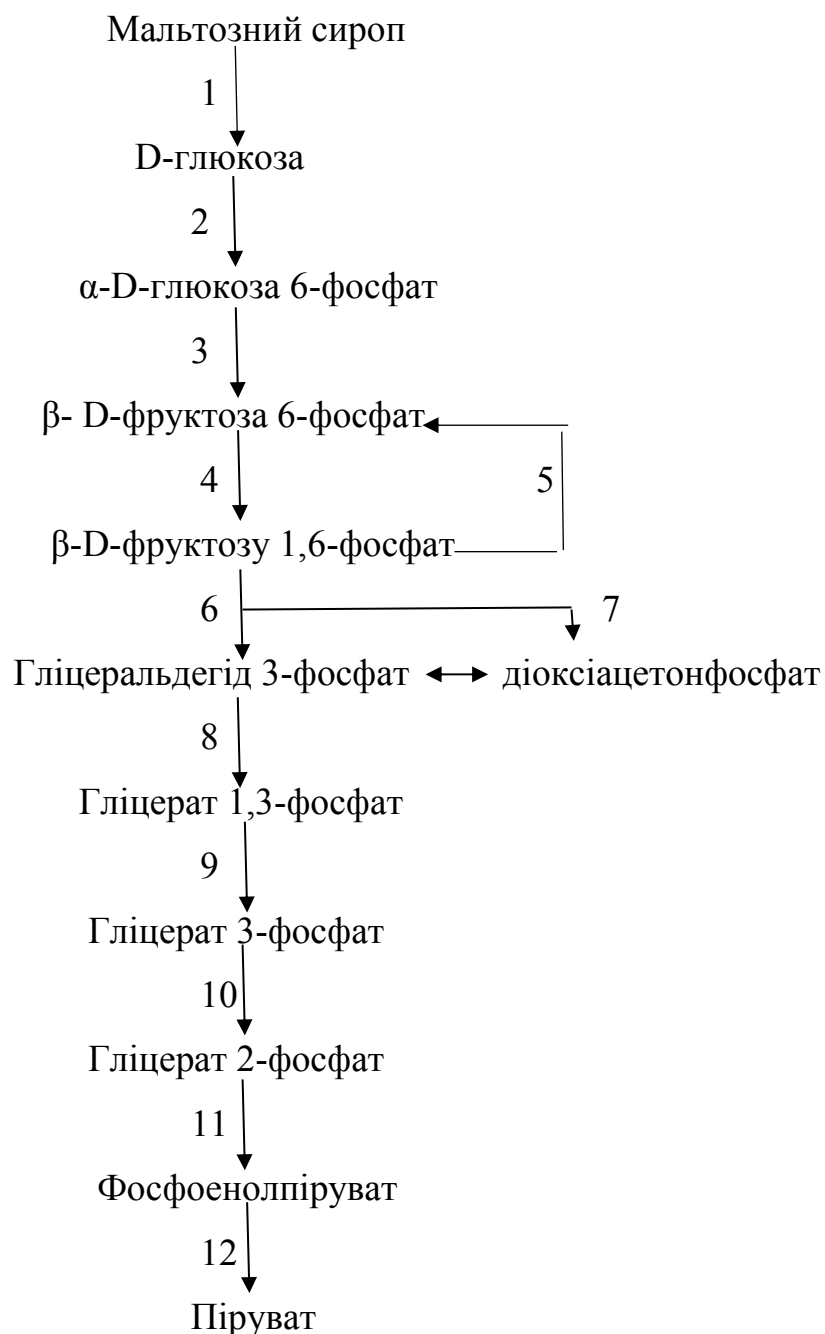 Мальтозний сироп
1
D-глюкоза
2
α-D-глюкоза 6-фосфат
3
β- D-фруктоза 6-фосфат
4 5
β-D-фруктозу 1,6-фосфат
6 7
Гліцеральдегід 3-фосфат діоксіацетонфосфат
8
Гліцерат 1,3-фосфат
9
Гліцерат 3-фосфат
10
Гліцерат 2-фосфат
11
Фосфоенолпіруват
12
Піруват